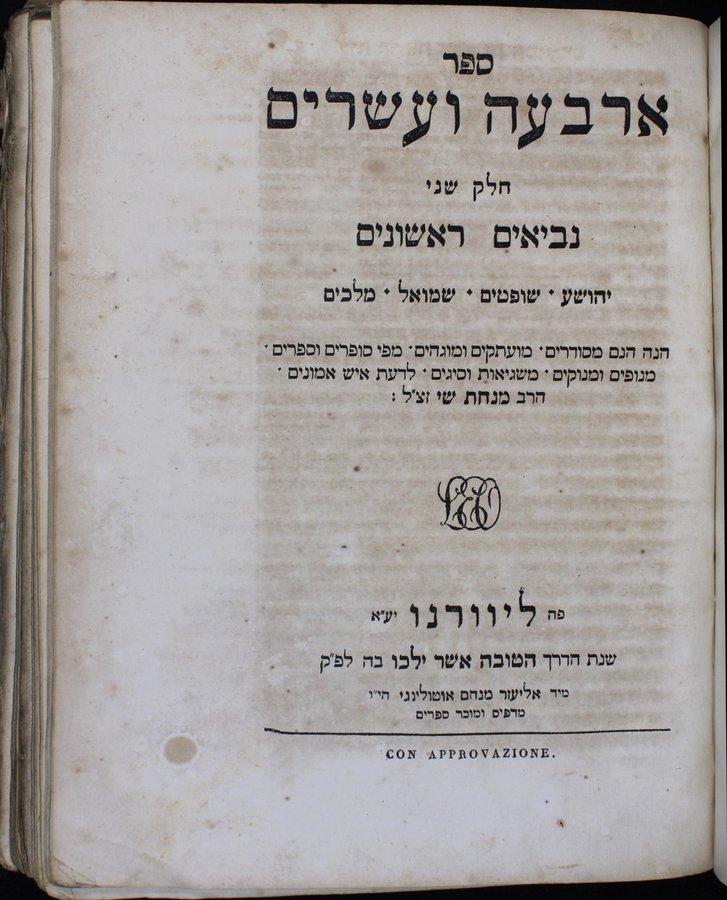 ספר
ארבעה ועשרים
חלק שני
נביאים ראשונים
יהושע • שופטים • שמואל • מלכים
הנה הנם מסודרים• מועתקים ומוגהים• מפי סופרים וספרים•
מנופים ומנוקים• משגיאות וסיגים• לדעת איש אמונים•
הרב מנחת שי זצ״ל :
פה ליוורנו יע״א
שנת הדרך הטובה אשר ילכו בה לפ״ק
מיד אליעזר מנחם אוטולינגי הי״ו
מדפיס ומוכר ספרים
CON APPROVAZIONE.